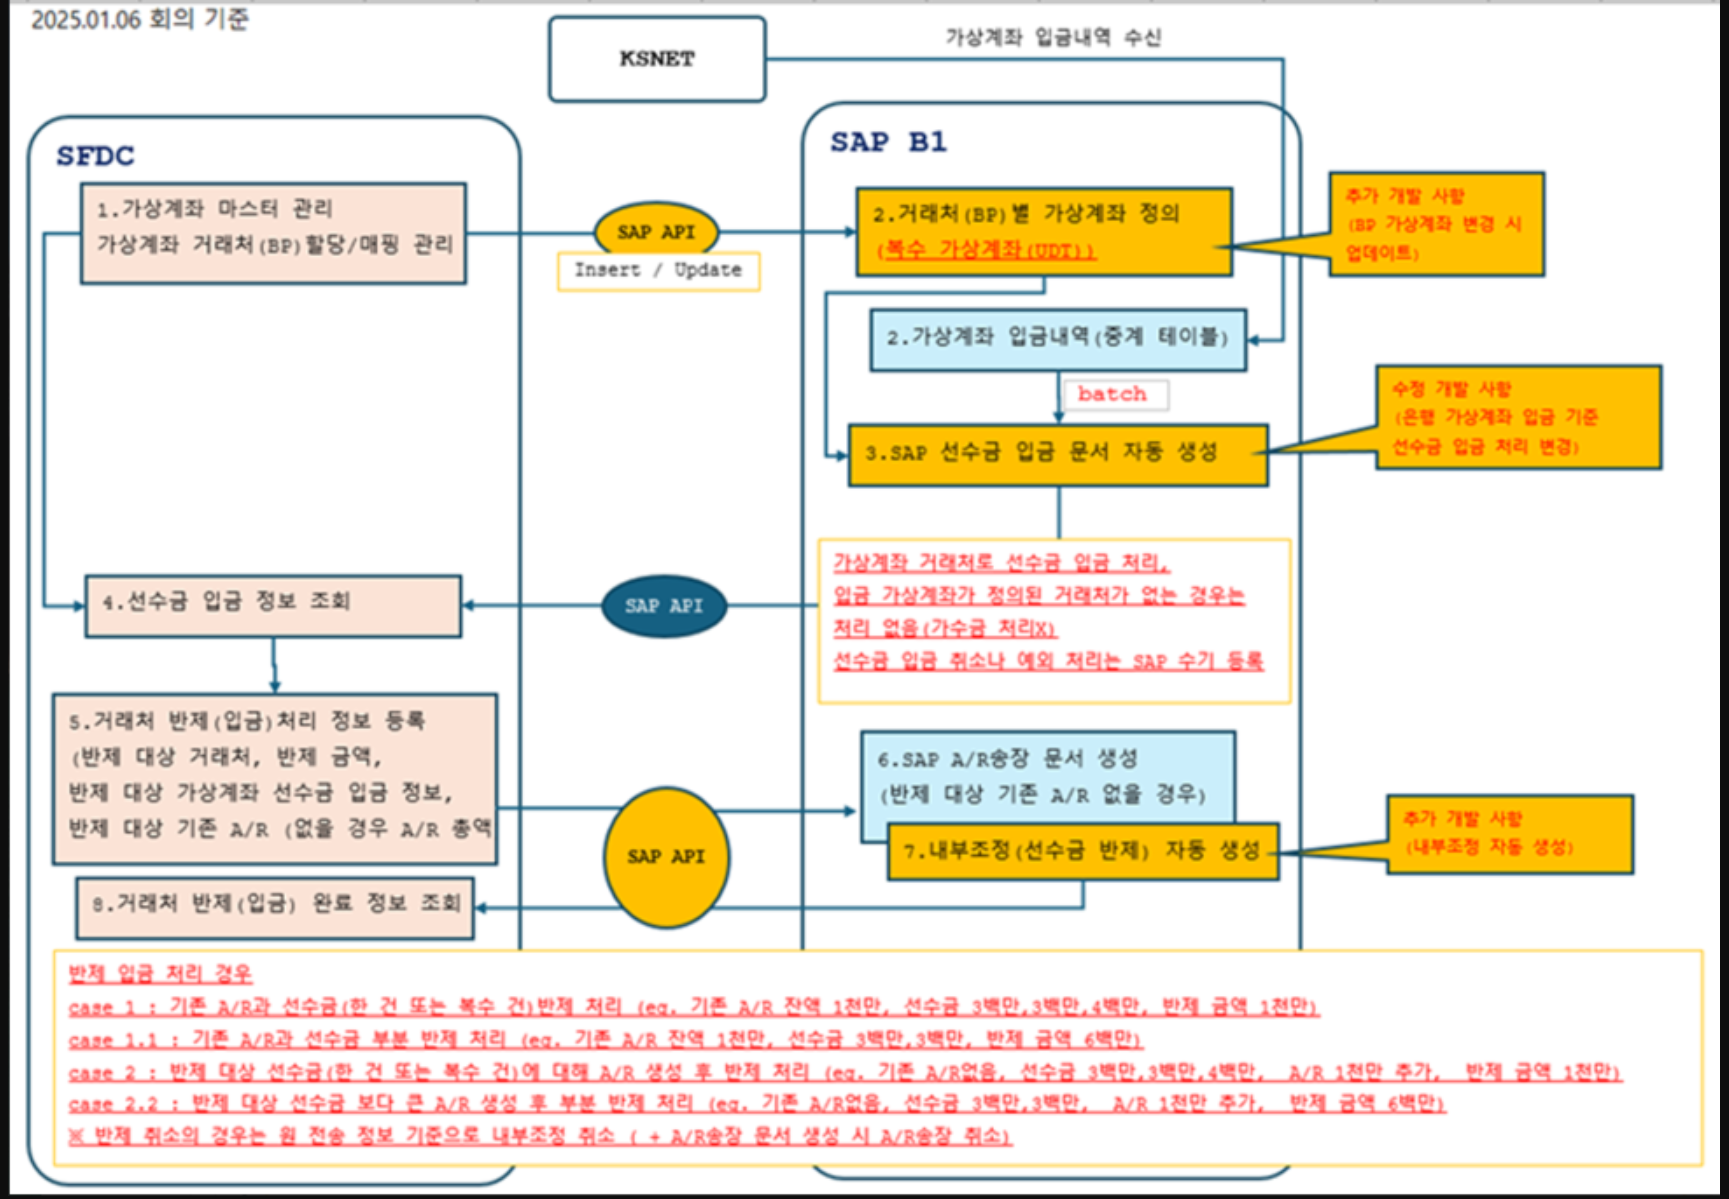 2025.01.06 회의 기준
KSNET
가상계좌 입금내역 수신
SFDC
SAP B1
1.가상계좌 마스터 관리
가상계좌 거래처(BP)할당/매핑 관리
SAP API
Insert / Update
2.거래처(BP)별 가상계좌 정의
(복수 가상계좌(UDT))
추가 개발 사항
(BP 가상계좌 변경 시
업데이트)
2.가상계좌 입금내역(중계 테이블)
batch
3.SAP 선수금 입금 문서 자동 생성
수정 개발 사항
(은행 가상계좌 입금 기준
선수금 입금 처리 변경)
4.선수금 입금 정보 조회
SAP API
가상계좌 거래처로 선수금 입금 처리,
입금 가상계좌가 정의된 거래처가 없는 경우는
처리 없음(가수금 처리X)
선수금 입금 취소나 예외 처리는 SAP 수기 등록
5.거래처 반제(입금)처리 정보 등록
(반제 대상 거래처, 반제 금액,
반제 대상 가상계좌 선수금 입금 정보,
반제 대상 기존 A/R (없을 경우 A/R 총액
SAP API
6.SAP A/R송장 문서 생성
(반제 대상 기존 A/R 없을 경우)
7.내부조정(선수금 반제) 자동 생성
추가 개발 사항
(내부조정 자동 생성)
8.거래처 반제(입금) 완료 정보 조회
반제 입금 처리 경우
case 1 : 기존 A/R과 선수금(한 건 또는 복수 건)반제 처리 (eg. 기존 A/R 잔액 1천만, 선수금 3백만,3백만,4백만, 반제 금액 1천만)
case 1.1 : 기존 A/R과 선수금 부분 반제 처리 (eg. 기존 A/R 잔액 1천만, 선수금 3백만,3백만, 반제 금액 6백만)
case 2 : 반제 대상 선수금(한 건 또는 복수 건)에 대해 A/R 생성 후 반제 처리 (eg. 기존 A/R없음, 선수금 3백만,3백만,4백만, A/R 1천만 추가, 반제 금액 1천만)
case 2.2 : 반제 대상 선수금 보다 큰 A/R 생성 후 부분 반제 처리 (eg. 기존 A/R없음, 선수금 3백만,3백만, A/R 1천만 추가, 반제 금액 6백만)
※ 반제 취소의 경우는 원 전송 정보 기준으로 내부조정 취소 ( + A/R송장 문서 생성 시 A/R송장 취소)